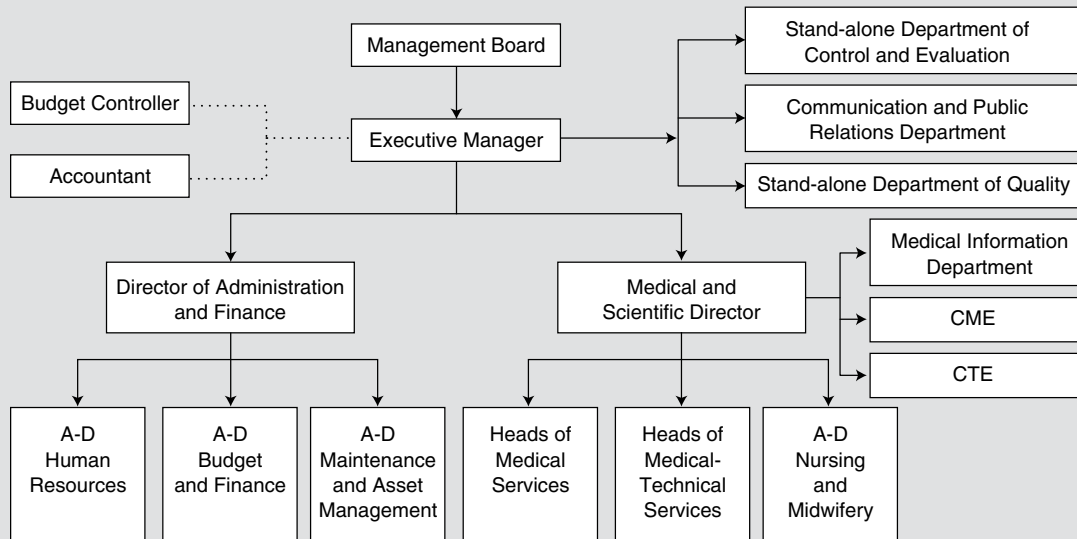 Management Board
Stand-alone Department of
Control and Evaluation
Budget Controller
Communication and Public
Relations Department
Executive Manager
Accountant
Stand-alone Department of Quality
Medical Information
Department
Director of Administration
and Finance
Medical and
Scientific Director
CME
CTE
A-D
Human
Resources
A-D
Budget
and Finance
A-D
Maintenance
and Asset
Management
Heads of
Medical
Services
Heads of
Medical-
Technical
Services
A-D
Nursing
and
Midwifery